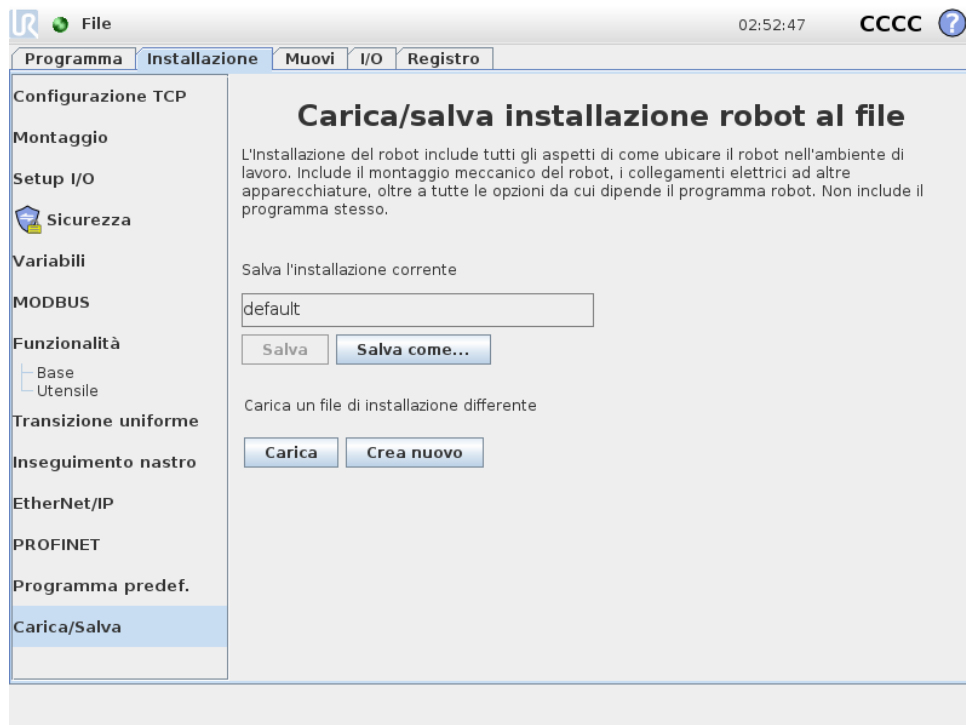 UR File 02:52:47 CCCC ?
Programma Installazione Muovi I/O Registro
Configurazione TCP
Montaggio
Setup I/O
Sicurezza
Variabili
MODBUS
Funzionalità
Base
Utensile
Transizione uniforme
Inseguimento nastro
EtherNet/IP
PROFINET
Programma predef.
Carica/Salva
Carica/salva installazione robot al file
L'Installazione del robot include tutti gli aspetti di come ubicare il robot nell'ambiente di
lavoro. Include il montaggio meccanico del robot, i collegamenti elettrici ad altre
apparecchiature, oltre a tutte le opzioni da cui dipende il programma robot. Non include il
programma stesso.
Salva l'installazione corrente
default
Salva Salva come...
Carica un file di installazione differente
Carica Crea nuovo